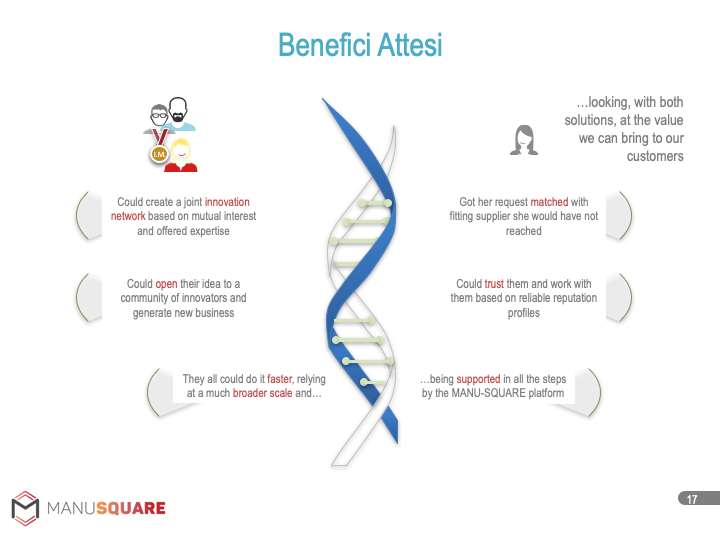 Benefici Attesi
I.M.
…looking, with both
solutions, at the value
we can bring to our
customers
Could create a joint innovation
network based on mutual interest
and offered expertise
Got her request matched with
fitting supplier she would have not
reached
Could open their idea to a
community of innovators and
generate new business
Could trust them and work with
them based on reliable reputation
profiles
They all could do it faster, relying
at a much broader scale and…
…being supported in all the steps
by the MANU-SQUARE platform
MANUSQUARE
17